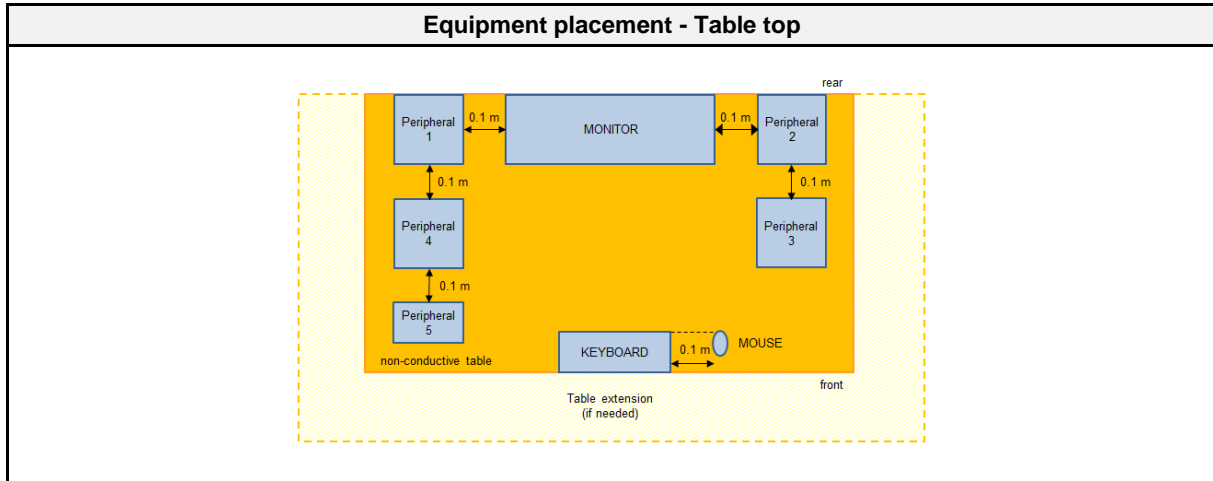 Equipment placement - Table top
rear
Peripheral
1
0.1 m
MONITOR
0.1 m
Peripheral
2
0.1 m
0.1 m
Peripheral
4
Peripheral
3
0.1 m
Peripheral
5
KEYBOARD
0.1 m
MOUSE
non-conductive table
front
Table extension
(if needed)